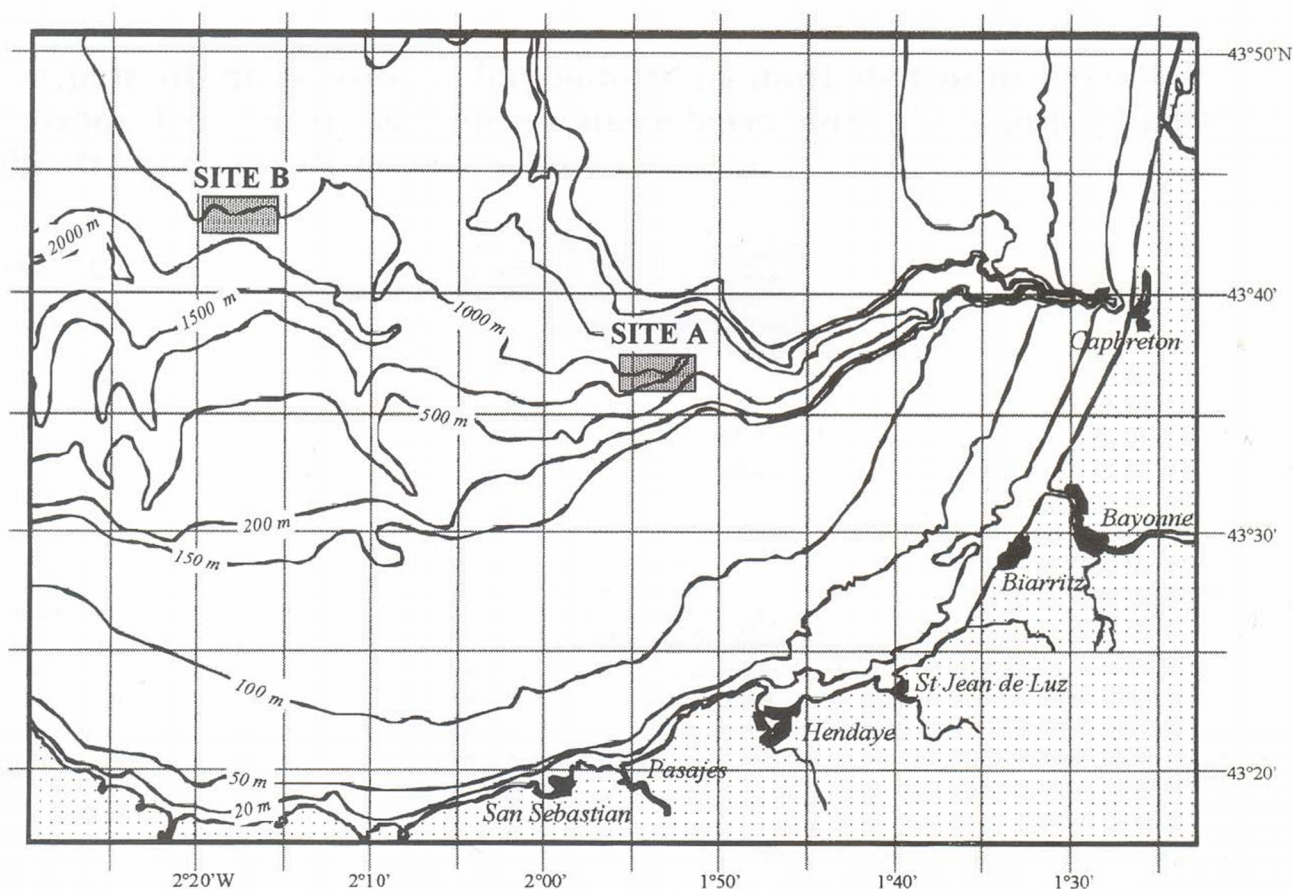 43°50'N
SITE B
2000 m
1500 m
1000 m
43°40'
SITE A
Capbreton
500 m
200 m
150 m
43°30'
Bayonne
Biarritz
100 m
St Jean de Luz
Hendaye
50 m
20 m
Pasajes
43°20'
San Sebastian
2°20'W
2°10'
2°00'
1°50'
1°40'
1°30'